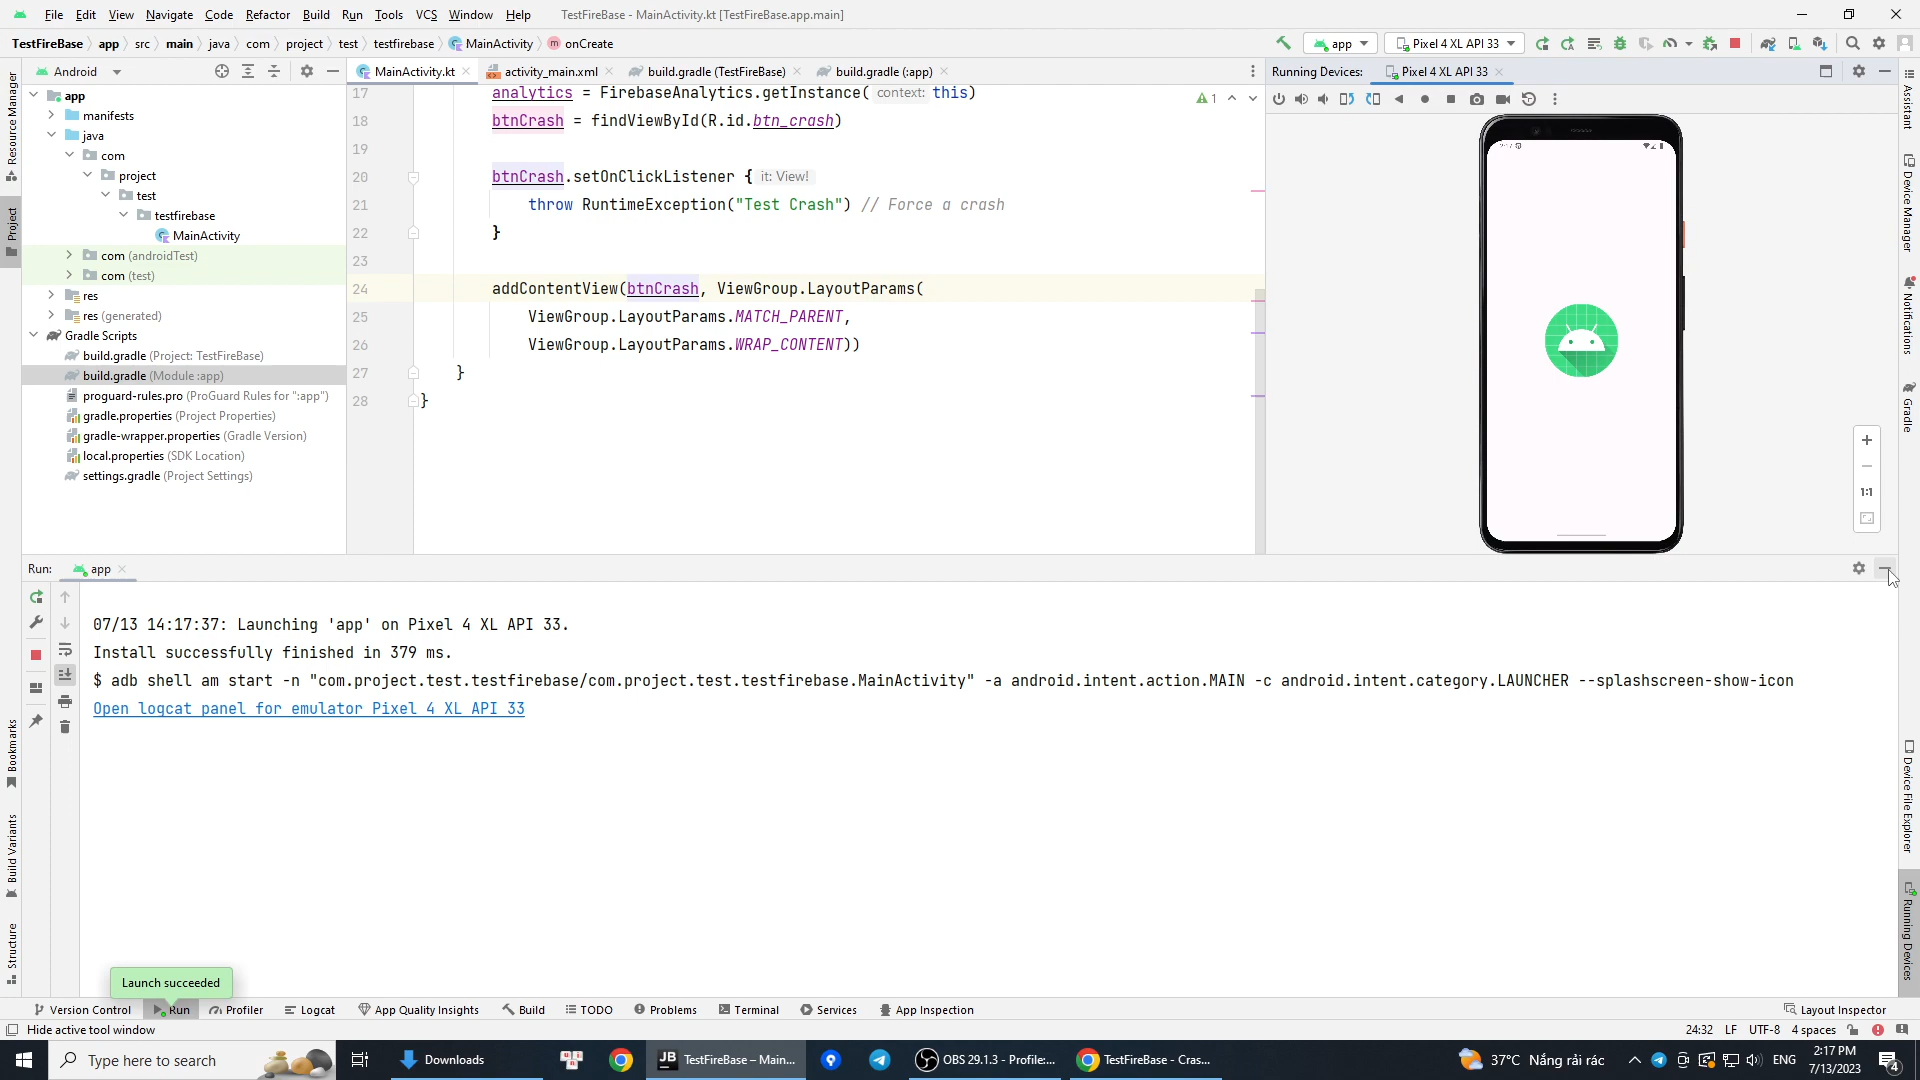 File Edit View Navigate Code Refactor Build Run Tools VCS Window Help TestFireBase - MainActivity.kt [TestFireBase.app.main]
TestFireBase app src main java com project test testfirebase MainActivity onCreate app Pixel 4 XL API 33
Android MainActivity.kt activity_main.xml build.gradle (TestFireBase) build.gradle (:app) Running Devices: Pixel 4 XL API 33
Resource Manager
Project
Bookmarks
Build Variants
Structure
app
manifests
java
com
project
test
testfirebase
MainActivity
com (androidTest)
com (test)
res
res (generated)
Gradle Scripts
build.gradle (Project: TestFireBase)
build.gradle (Module :app)
proguard-rules.pro (ProGuard Rules for ":app")
gradle.properties (Project Properties)
gradle-wrapper.properties (Gradle Version)
local.properties (SDK Location)
settings.gradle (Project Settings)
17 analytics = FirebaseAnalytics.getInstance( context: this) 1
18 btnCrash = findViewById(R.id.btn_crash)
19
20 btnCrash.setOnClickListener { it: View!
21 throw RuntimeException("Test Crash") // Force a crash
22 }
23
24 addContentView(btnCrash, ViewGroup.LayoutParams(
25 ViewGroup.LayoutParams.MATCH_PARENT,
26 ViewGroup.LayoutParams.WRAP_CONTENT))
27 }
28 }
2:17
1:1
Assistant
Device Manager
Notifications
Gradle
Device File Explorer
Running Devices
Run: app
07/13 14:17:37: Launching 'app' on Pixel 4 XL API 33.
Install successfully finished in 379 ms.
$ adb shell am start -n "com.project.test.testfirebase/com.project.test.testfirebase.MainActivity" -a android.intent.action.MAIN -c android.intent.category.LAUNCHER --splashscreen-show-icon
Open logcat panel for emulator Pixel 4 XL API 33
Launch succeeded
Version Control Run Profiler Logcat App Quality Insights Build TODO Problems Terminal Services App Inspection Layout Inspector
Hide active tool window 24:32 LF UTF-8 4 spaces
Type here to search Downloads TestFireBase – Main... OBS 29.1.3 - Profile:... TestFireBase - Cras... 37°C Nắng rải rác ENG 2:17 PM
7/13/2023 4